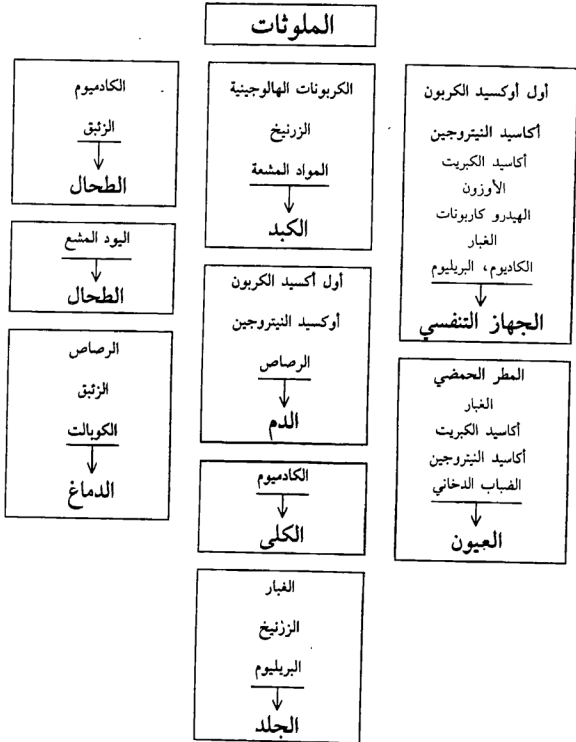 الملوثات
أول أوكسيد الكربون
أكاسيد النيتروجين
أكاسيد الكبريت
الأوزون
الهيدرو كاربونات
الغبار
الكاديوم، البريليوم
الجهاز التنفسي
المطر الحمضي
الغبار
أكاسيد الكبريت
أكاسيد النيتروجين
الضباب الدخاني
العيون
الكربونات الهالوجينية
الزرنيخ
المواد المشعة
الكبد
أول أكسيد الكربون
أوكسيد النيتروجين
الرصاص
الدم
الكادميوم
الكلى
الغبار
الززنيخ
البريليوم
الجلد
الكادميوم
الزئبق
الطحال
اليود المشع
الطحال
الرصاص
الزئبق
الكوبالت
الدماغ